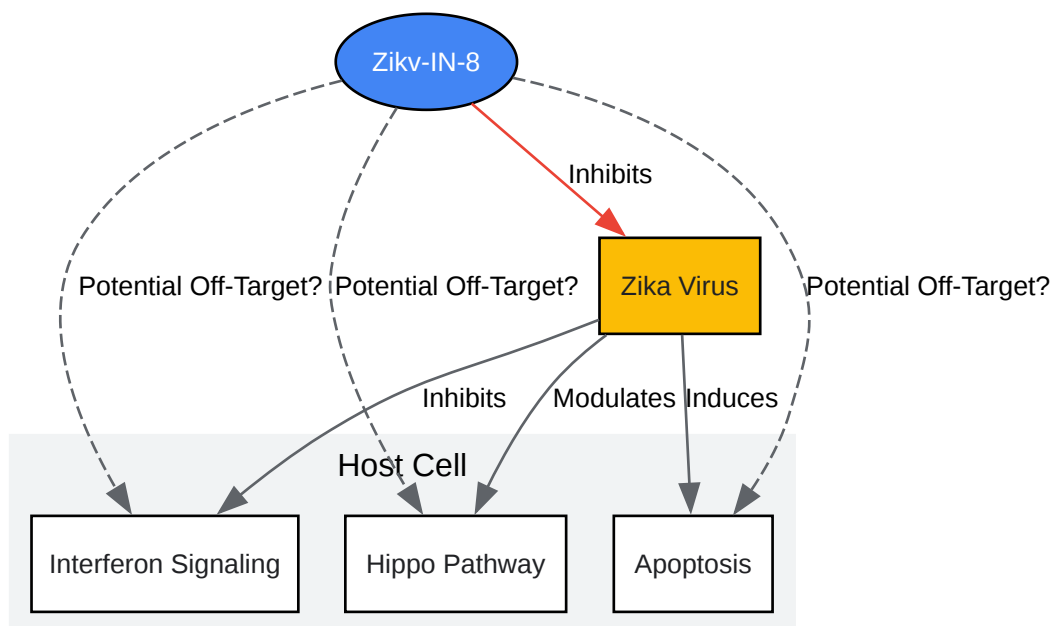 Zikv-IN-8
Inhibits
Potential Off-Target? Potential Off-Target? Zika Virus Potential Off-Target?
Inhibits Modulates Induces
Host Cell
Interferon Signaling Hippo Pathway Apoptosis